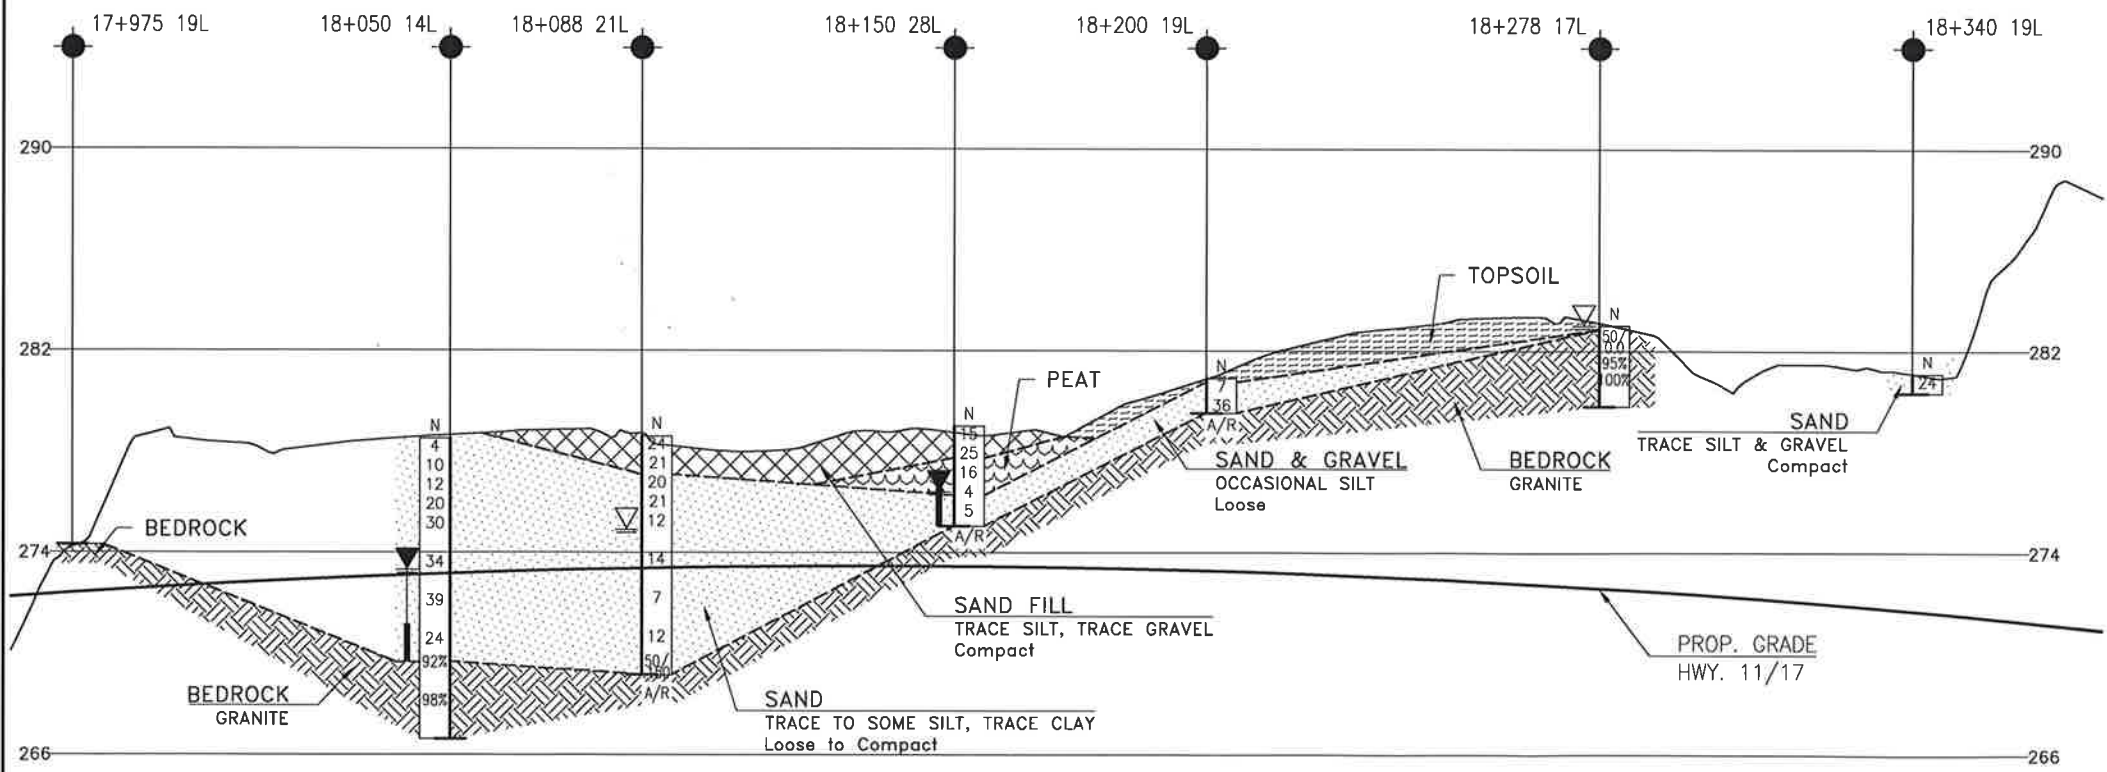 17+975 19L
18+050 14L
18+088 21L
18+150 28L
18+200 19L
18+278 17L
18+340 19L
290
290
282
282
274
274
266
266
BEDROCK
BEDROCK
GRANITE
N
4
10
12
20
30
34
39
24
92%
98%
N
24
21
20
21
12
14
7
12
50/
A/R
SAND
TRACE TO SOME SILT, TRACE CLAY
Loose to Compact
SAND FILL
TRACE SILT, TRACE GRAVEL
Compact
N
15
25
16
4
5
A/R
PEAT
N
7
36
A/R
SAND & GRAVEL
OCCASIONAL SILT
Loose
TOPSOIL
BEDROCK
GRANITE
N
50/
0.0
95%
100%
PROP. GRADE
HWY. 11/17
N
24
SAND
TRACE SILT & GRAVEL
Compact